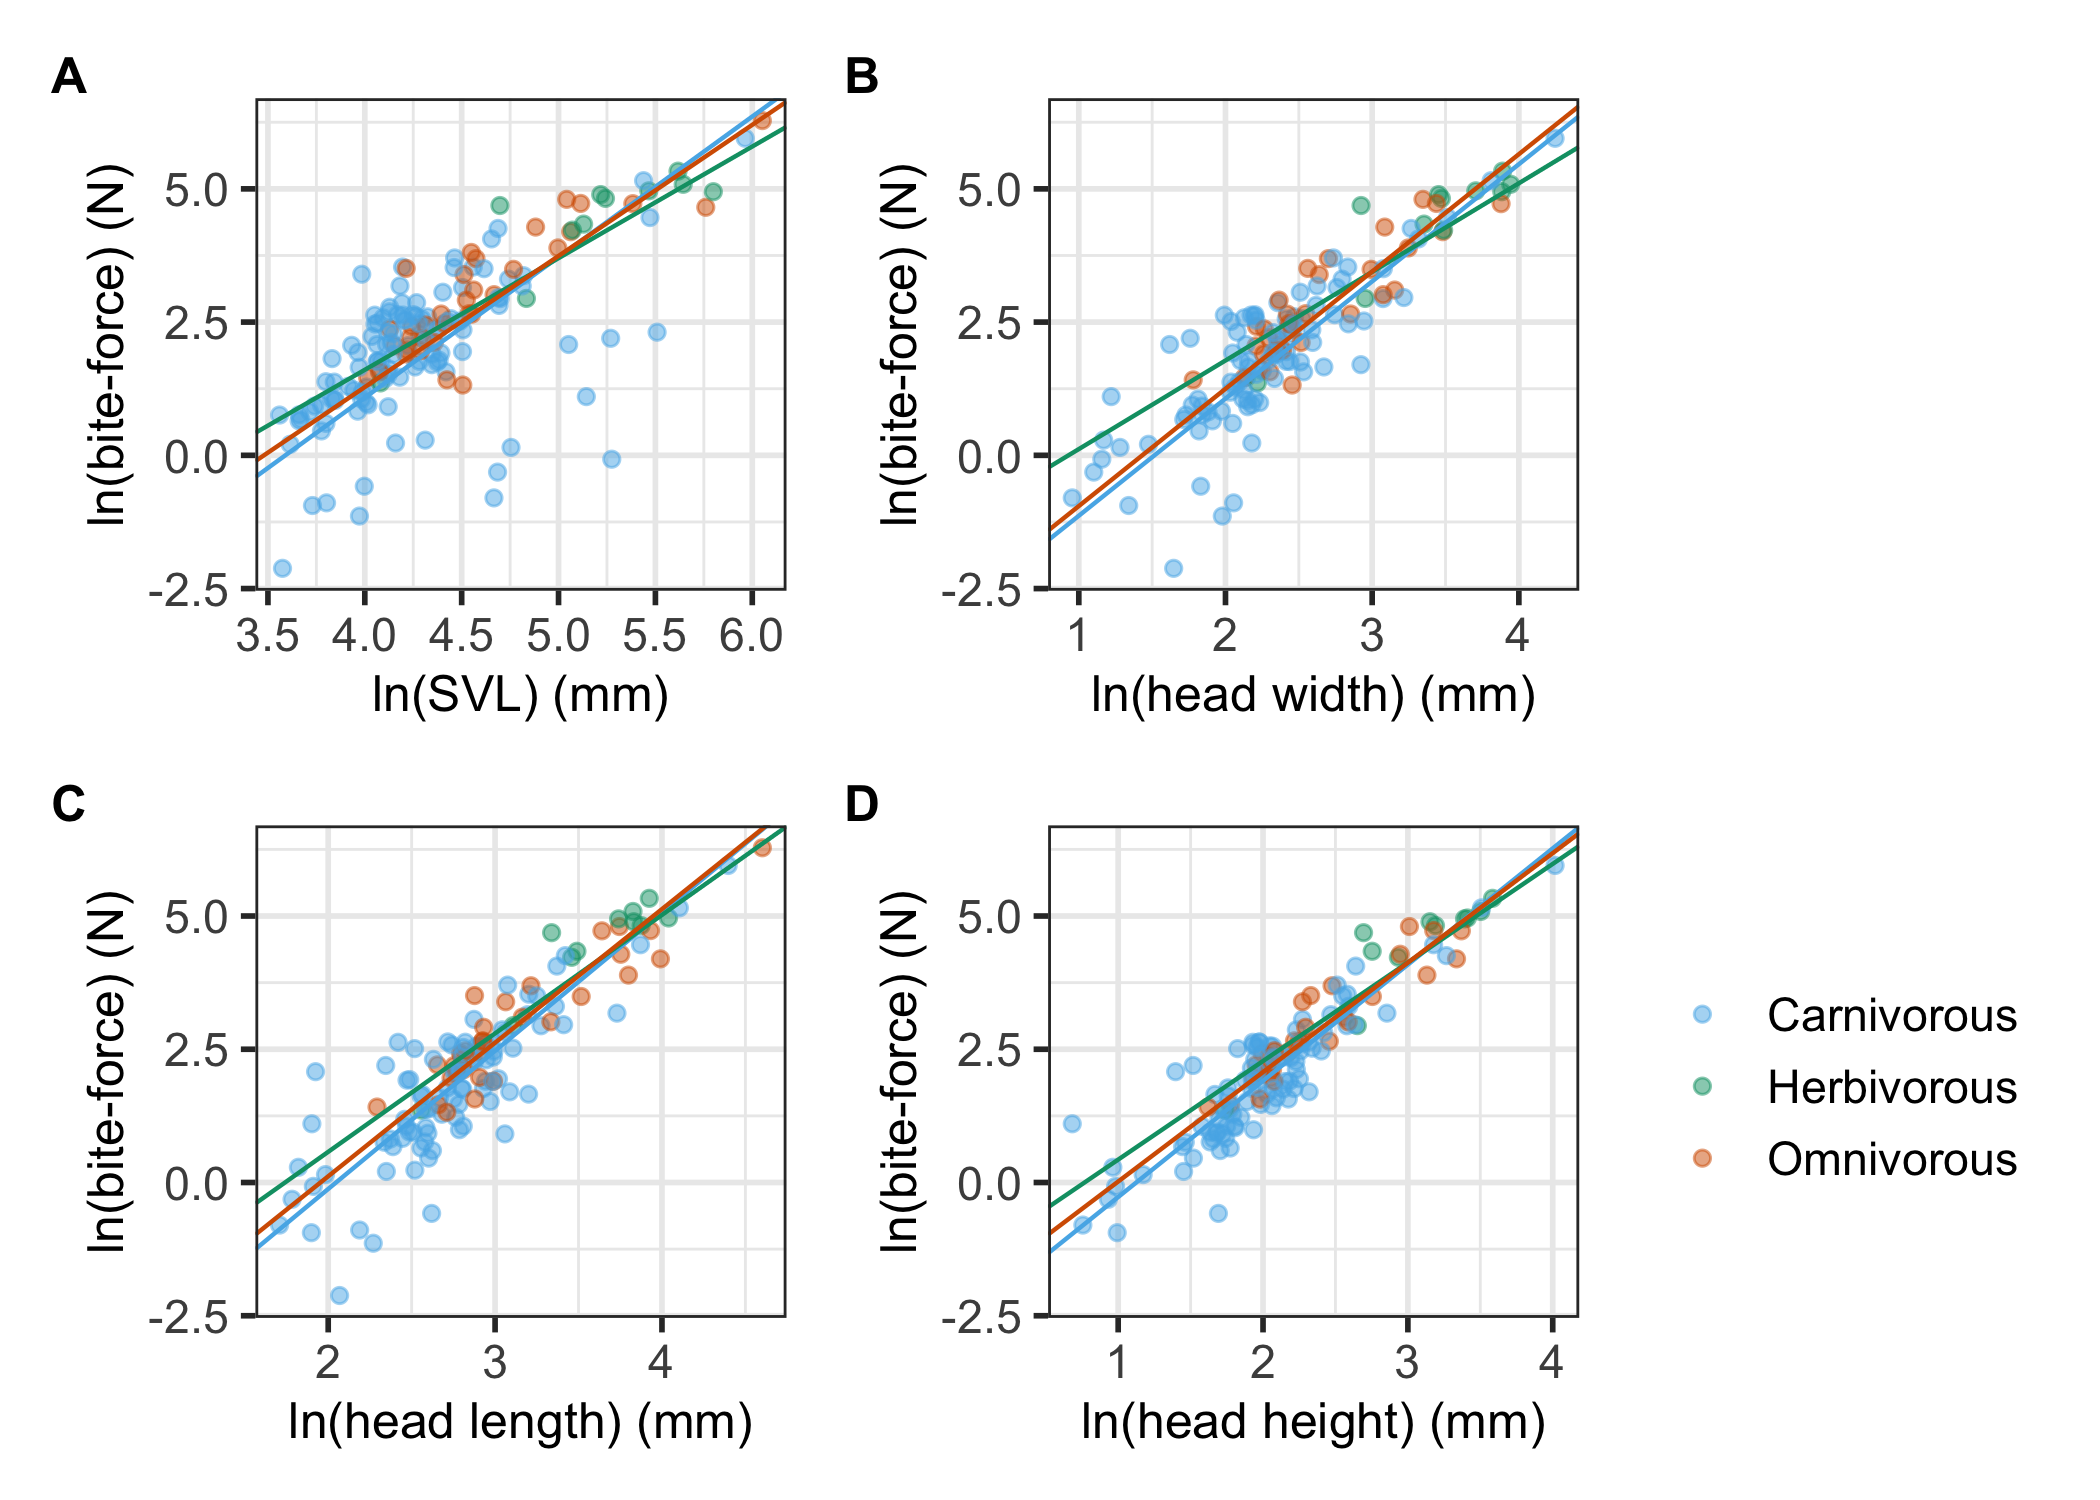 A
B
ln(bite-force) (N)
5.0
2.5
0.0
-2.5
3.5 4.0 4.5 5.0 5.5 6.0
ln(SVL) (mm)
ln(bite-force) (N)
5.0
2.5
0.0
-2.5
1 2 3 4
ln(head width) (mm)
C
D
ln(bite-force) (N)
5.0
2.5
0.0
-2.5
2 3 4
ln(head length) (mm)
ln(bite-force) (N)
5.0
2.5
0.0
-2.5
1 2 3 4
ln(head height) (mm)
Carnivorous
Herbivorous
Omnivorous